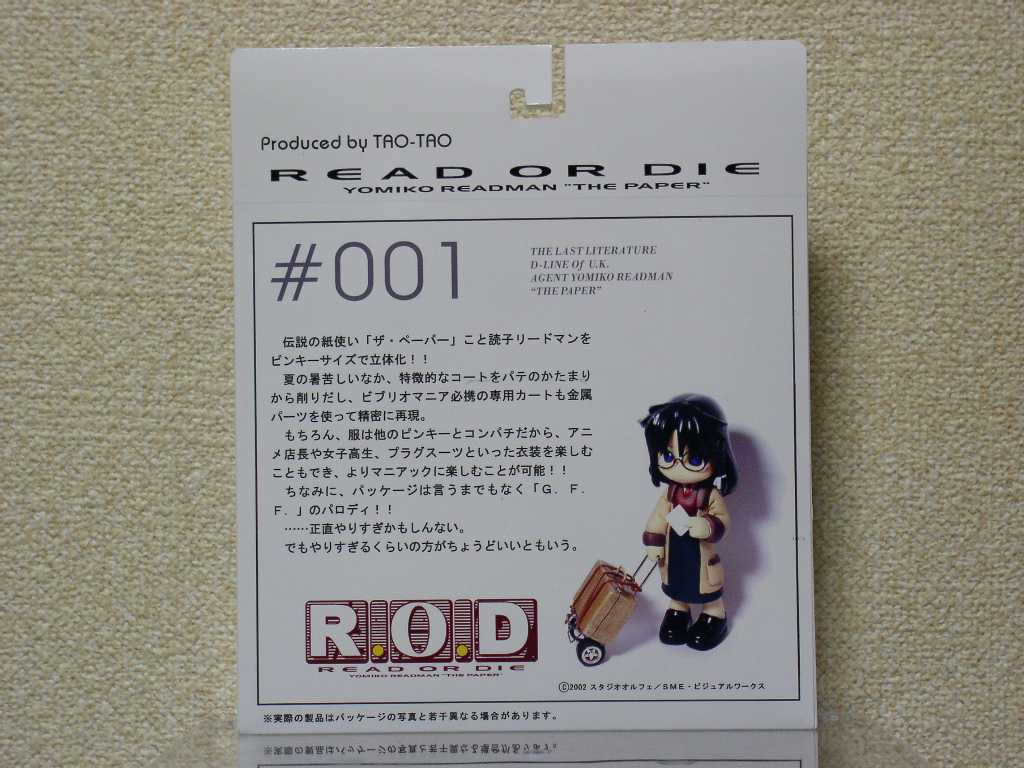 Produced by TAO-TAO
READ OR DIE
YOMIKO READMAN "THE PAPER"
#001
THE LAST LITERATURE
D-LINE Of U.K.
AGENT YOMIKO READMAN
"THE PAPER"
伝説の紙使い「ザ・ペーパー」こと読子リードマンを
ピンキーサイズで立体化！！
夏の暑苦しいなか、特徴的なコートをパテのかたまり
から削りだし、ビブリオマニア必携の専用カートも金属
パーツを使って精密に再現。
もちろん、服は他のピンキーとコンパチだから、アニ
メ店長や女子高生、プラグスーツといった衣装を楽しむ
こともでき、よりマニアックに楽しむことが可能！！
ちなみに、パッケージは言うまでもなく「Ｇ．Ｆ．
Ｆ．」のパロディ！！
……正直やりすぎかもしんない。
でもやりすぎるくらいの方がちょうどいいともいう。
R.O.D
READ OR DIE
YOMIKO READMAN "THE PAPER"
©2002 スタジオオルフェ／SME・ビジュアルワークス
※実際の製品はパッケージの写真と若干異なる場合があります。